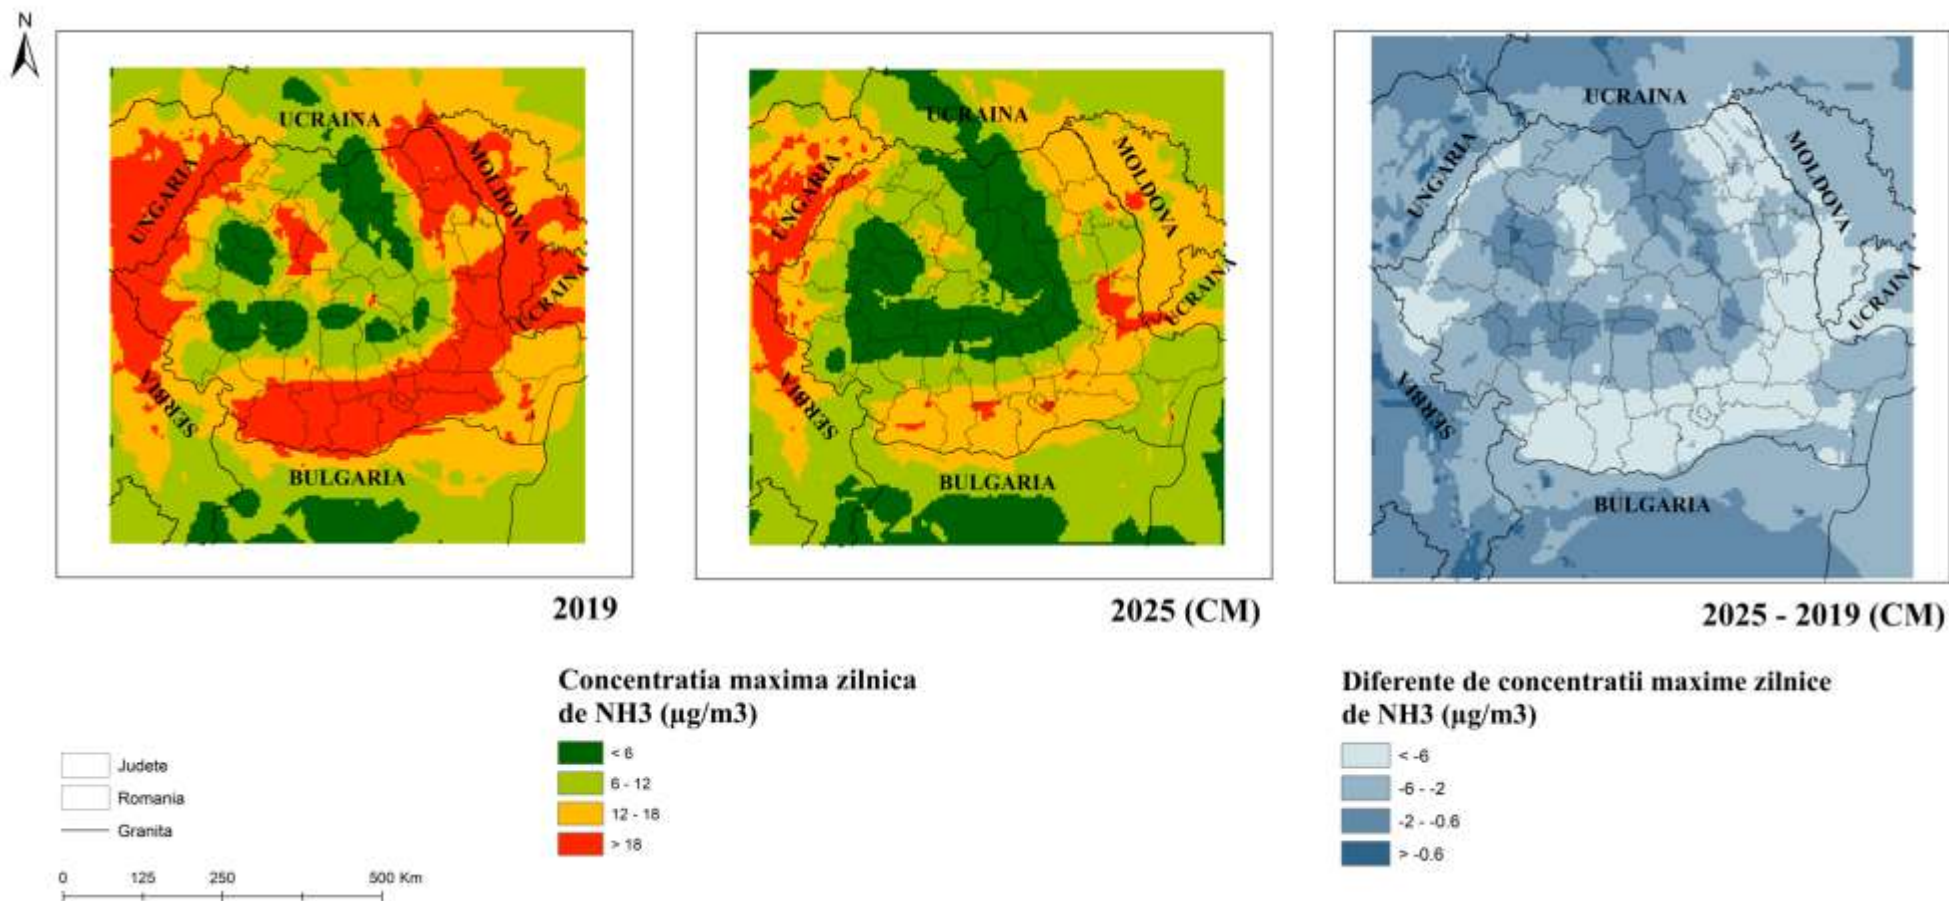 N
UCRAINA
UNGARIA
MOLDOVA
UCRAINA
SERBIA
BULGARIA
2019
UCRAINA
UNGARIA
MOLDOVA
UCRAINA
SERBIA
BULGARIA
2025 (CM)
UCRAINA
UNGARIA
MOLDOVA
UCRAINA
SERBIA
BULGARIA
2025 - 2019 (CM)
Concentratia maxima zilnica
de NH3 (µg/m3)
< 6
6 - 12
12 - 18
> 18
Diferente de concentratii maxime zilnice
de NH3 (µg/m3)
< -6
-6 - -2
-2 - -0.6
> -0.6
Judete
Romania
Granita
0 125 250 500 Km